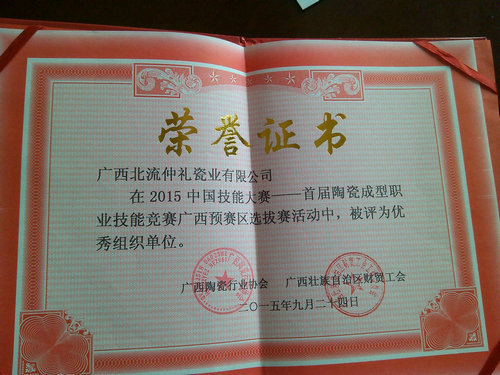 荣誉证书
广西北流仲礼瓷业有限公司
在2015中国技能大赛——首届陶瓷成型职
业技能竞赛广西预赛区选拔赛活动中，被评为优
秀组织单位。
广西陶瓷行业协会 广西壮族自治区财贸工会
二〇一五年九月二十四日